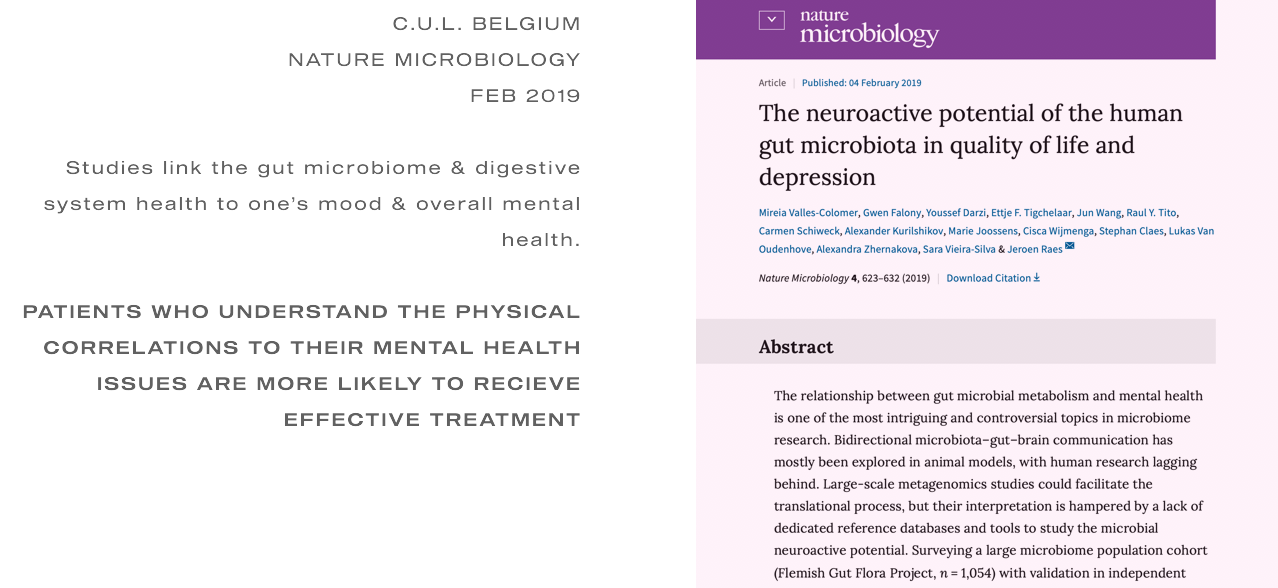 C.U.L. BELGIUM
NATURE MICROBIOLOGY
FEB 2019
Studies link the gut microbiome & digestive
system health to one’s mood & overall mental
health.
PATIENTS WHO UNDERSTAND THE PHYSICAL
CORRELATIONS TO THEIR MENTAL HEALTH
ISSUES ARE MORE LIKELY TO RECIEVE
EFFECTIVE TREATMENT
nature
microbiology
Article | Published: 04 February 2019
The neuroactive potential of the human
gut microbiota in quality of life and
depression
Mireia Valles-Colomer, Gwen Falony, Youssef Darzi, Ettje F. Tigchelaar, Jun Wang, Raul Y. Tito,
Carmen Schiweck, Alexander Kurilshikov, Marie Joossens, Cisca Wijmenga, Stephan Claes, Lukas Van
Oudenhove, Alexandra Zhernakova, Sara Vieira-Silva & Jeroen Raes
Nature Microbiology 4, 623–632 (2019) | Download Citation
Abstract
The relationship between gut microbial metabolism and mental health
is one of the most intriguing and controversial topics in microbiome
research. Bidirectional microbiota–gut–brain communication has
mostly been explored in animal models, with human research lagging
behind. Large-scale metagenomics studies could facilitate the
translational process, but their interpretation is hampered by a lack of
dedicated reference databases and tools to study the microbial
neuroactive potential. Surveying a large microbiome population cohort
(Flemish Gut Flora Project, n = 1,054) with validation in independent